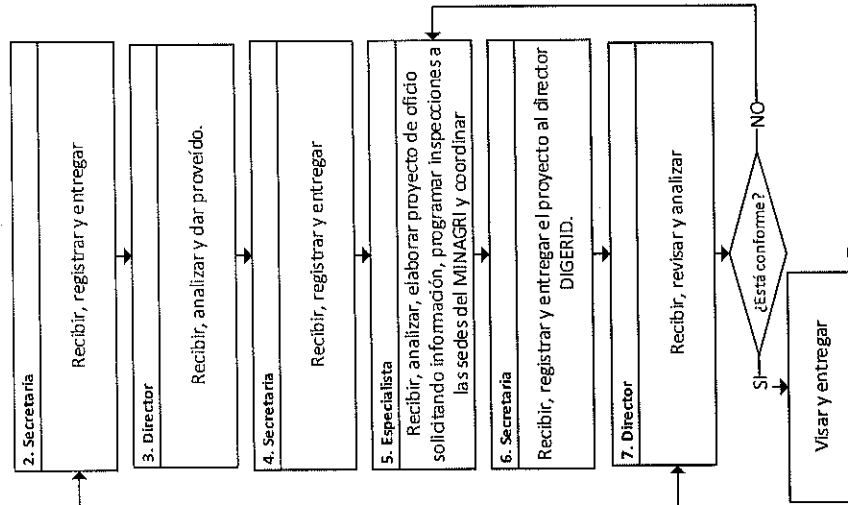 2. Secretaria
Recibir, registrar y entregar
3. Director
Recibir, analizar y dar proveído.
4. Secretaria
Recibir, registrar y entregar
5. Especialista
Recibir, analizar, elaborar proyecto de oficio
solicitando información, programar inspecciones a
las sedes del MINAGRI y coordinar
6. Secretaria
Recibir, registrar y entregar el proyecto al director
DIGERID.
7. Director
Recibir, revisar y analizar
¿Está conforme?
SI
NO
Visar y entregar